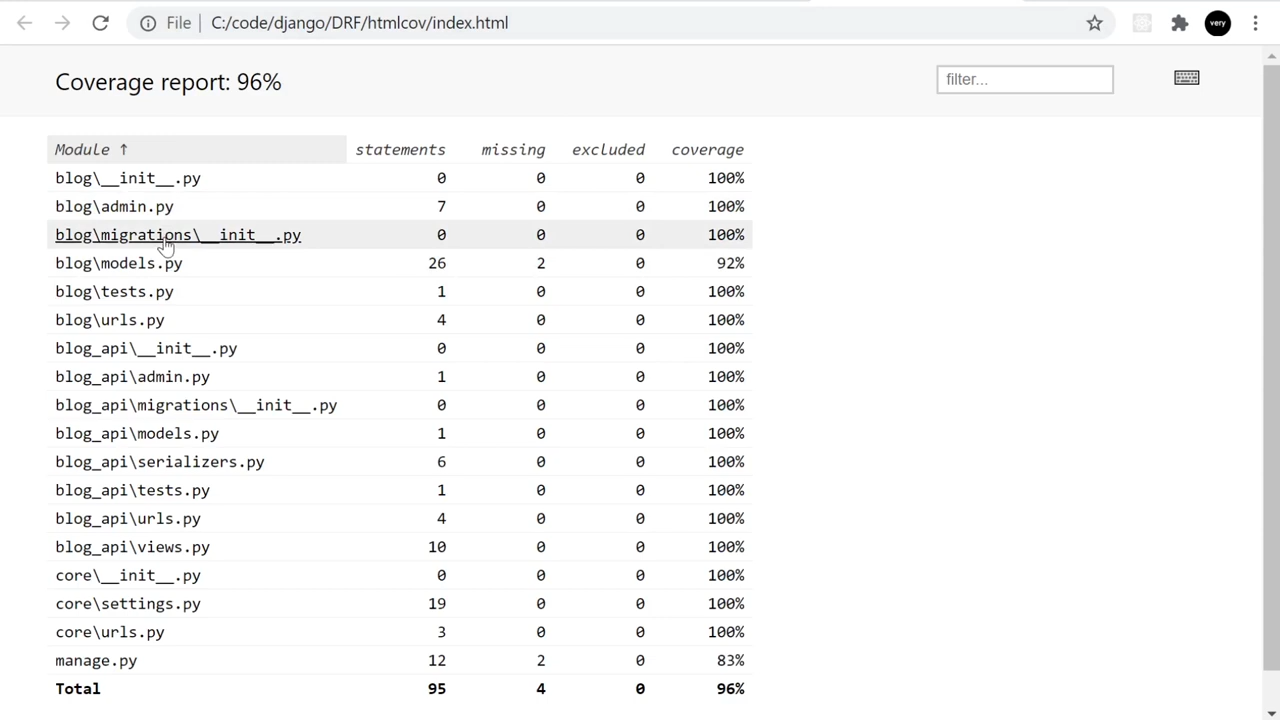 File C:/code/django/DRF/htmlcov/index.html
very
Coverage report: 96%
filter...
Module ↑ statements missing excluded coverage
blog\__init__.py 0 0 0 100%
blog\admin.py 7 0 0 100%
blog\migrations\__init__.py 0 0 0 100%
blog\models.py 26 2 0 92%
blog\tests.py 1 0 0 100%
blog\urls.py 4 0 0 100%
blog_api\__init__.py 0 0 0 100%
blog_api\admin.py 1 0 0 100%
blog_api\migrations\__init__.py 0 0 0 100%
blog_api\models.py 1 0 0 100%
blog_api\serializers.py 6 0 0 100%
blog_api\tests.py 1 0 0 100%
blog_api\urls.py 4 0 0 100%
blog_api\views.py 10 0 0 100%
core\__init__.py 0 0 0 100%
core\settings.py 19 0 0 100%
core\urls.py 3 0 0 100%
manage.py 12 2 0 83%
Total 95 4 0 96%